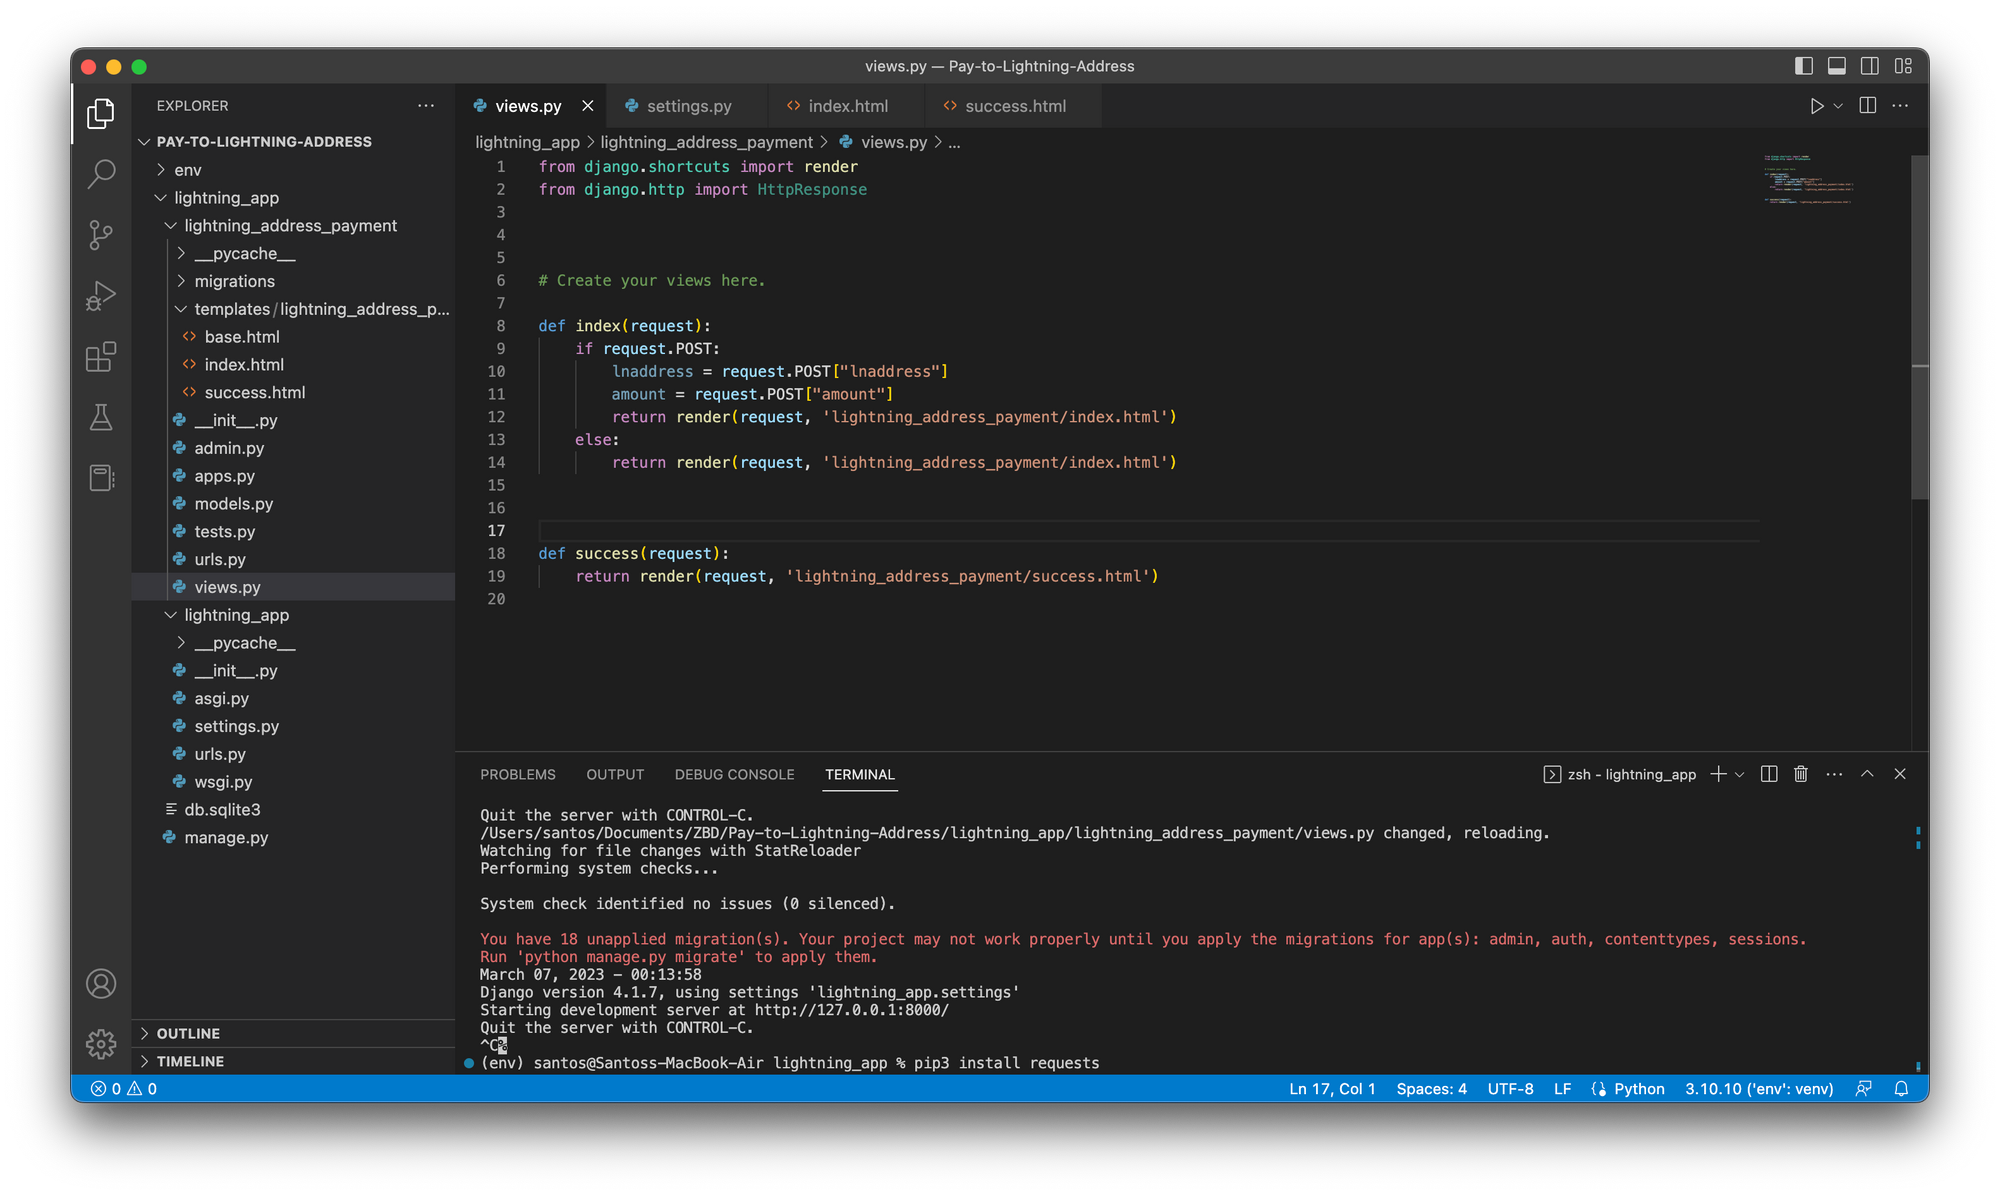 views.py — Pay-to-Lightning-Address
EXPLORER
PAY-TO-LIGHTNING-ADDRESS
env
lightning_app
lightning_address_payment
__pycache__
migrations
templates/lightning_address_p...
base.html
index.html
success.html
__init__.py
admin.py
apps.py
models.py
tests.py
urls.py
views.py
lightning_app
__pycache__
__init__.py
asgi.py
settings.py
urls.py
wsgi.py
db.sqlite3
manage.py
OUTLINE
TIMELINE
views.py settings.py index.html success.html
lightning_app > lightning_address_payment > views.py > ...
1 from django.shortcuts import render
2 from django.http import HttpResponse
3
4
5
6 # Create your views here.
7
8 def index(request):
9 if request.POST:
10 lnaddress = request.POST["lnaddress"]
11 amount = request.POST["amount"]
12 return render(request, 'lightning_address_payment/index.html')
13 else:
14 return render(request, 'lightning_address_payment/index.html')
15
16
17
18 def success(request):
19 return render(request, 'lightning_address_payment/success.html')
20
PROBLEMS OUTPUT DEBUG CONSOLE TERMINAL zsh - lightning_app
Quit the server with CONTROL-C.
/Users/santos/Documents/ZBD/Pay-to-Lightning-Address/lightning_app/lightning_address_payment/views.py changed, reloading.
Watching for file changes with StatReloader
Performing system checks...
System check identified no issues (0 silenced).
You have 18 unapplied migration(s). Your project may not work properly until you apply the migrations for app(s): admin, auth, contenttypes, sessions.
Run 'python manage.py migrate' to apply them.
March 07, 2023 - 00:13:58
Django version 4.1.7, using settings 'lightning_app.settings'
Starting development server at http://127.0.0.1:8000/
Quit the server with CONTROL-C.
^C%
(env) santos@Santoss-MacBook-Air lightning_app % pip3 install requests
0 0 Ln 17, Col 1 Spaces: 4 UTF-8 LF Python 3.10.10 ('env': venv)